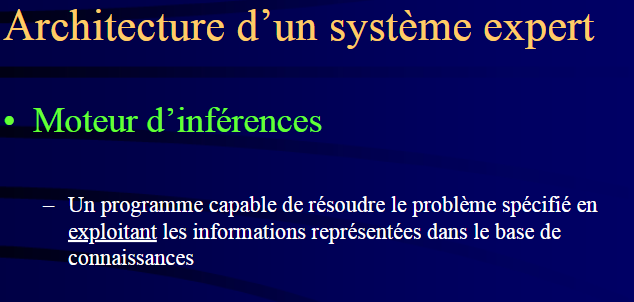 Architecture d’un système expert
• Moteur d’inférences
– Un programme capable de résoudre le problème spécifié en
exploitant les informations représentées dans le base de
connaissances